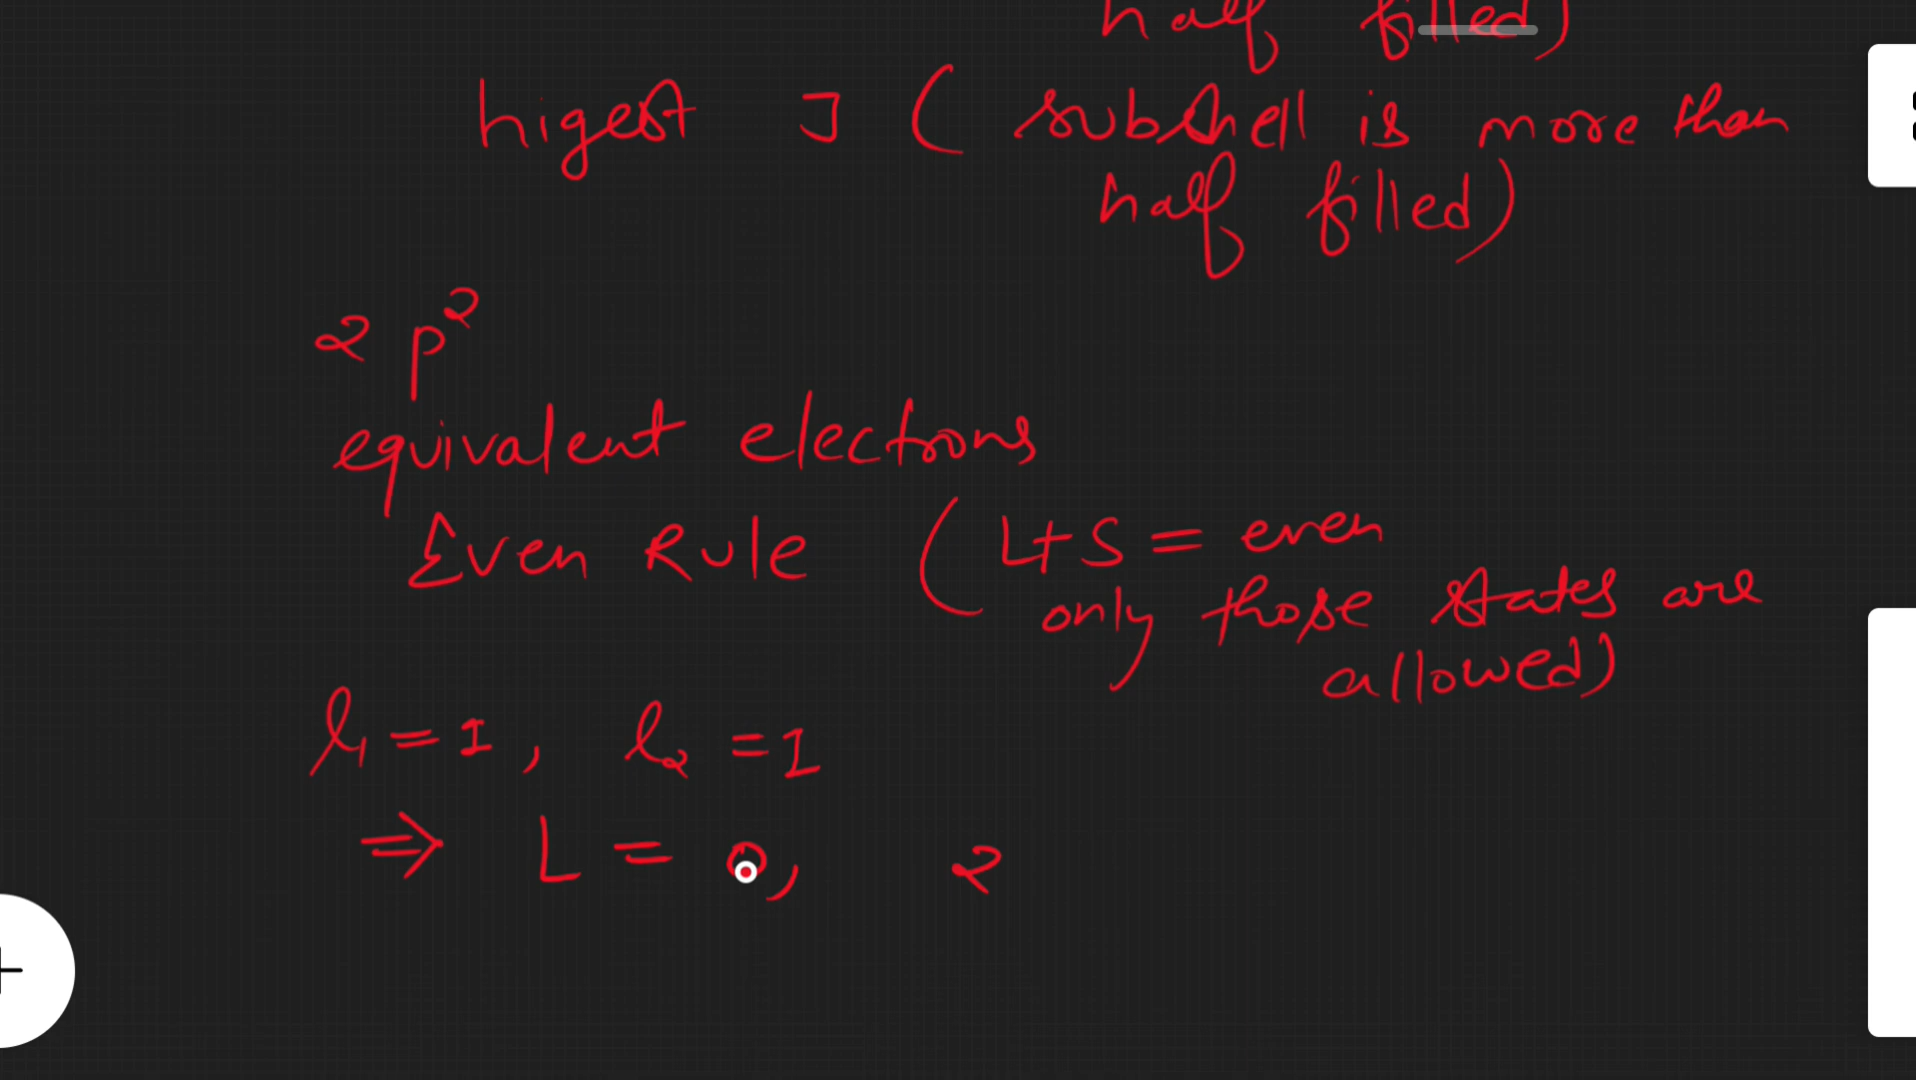 half filled)
higest J ( subshell is more than
half filled)
2 p²
equivalent electrons
Even Rule ( L+S = even
only those states are
allowed)
l₁ = 1, l₂ = 1
⇒ L = 0, 2